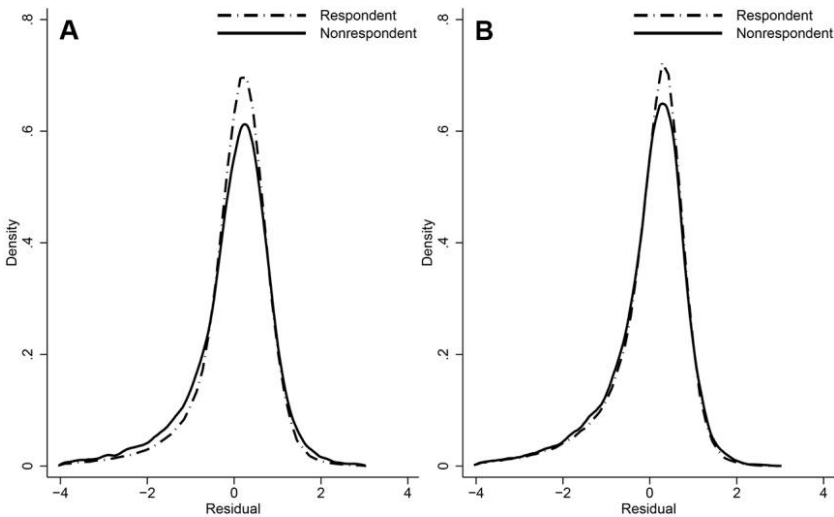 A
Respondent
Nonrespondent
.8
.6
.4
.2
0
Density
−4
−2
0
2
4
Residual
B
Respondent
Nonrespondent
.8
.6
.4
.2
0
Density
−4
−2
0
2
4
Residual